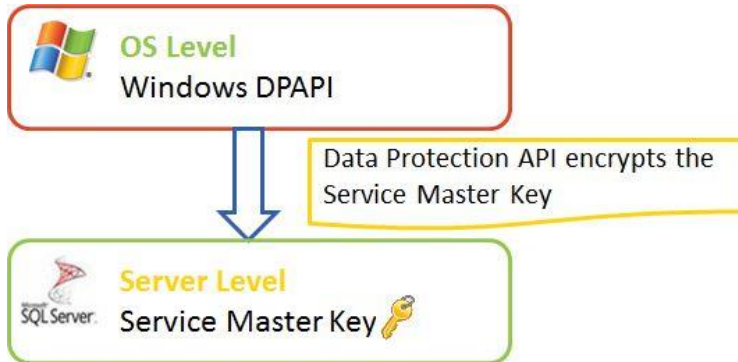 OS Level
Windows DPAPI
Data Protection API encrypts the
Service Master Key
Server Level
Service Master Key
Microsoft
SQL Server